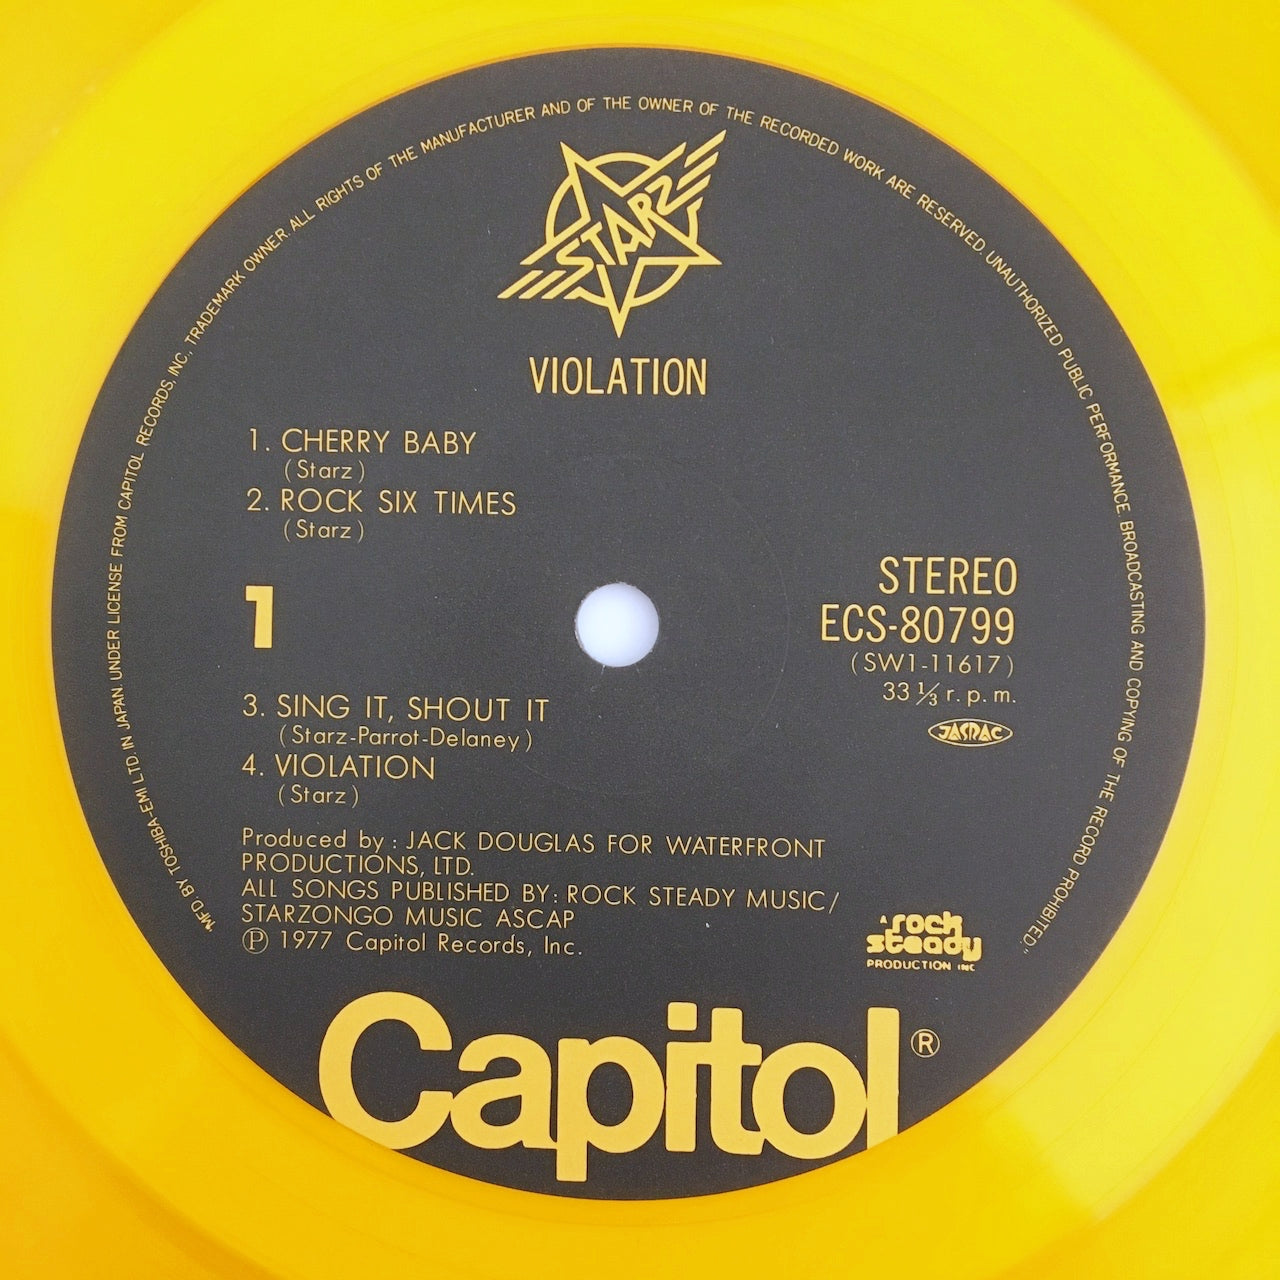 MFD. BY TOSHIBA-EMI LTD. IN JAPAN. UNDER LICENSE FROM CAPITOL RECORDS, INC., TRADEMARK OWNER. ALL RIGHTS OF THE MANUFACTURER AND OF THE OWNER OF THE RECORDED WORK ARE RESERVED. UNAUTHORIZED PUBLIC PERFORMANCE, BROADCASTING AND COPYING OF THE RECORD PROHIBITED."
STARZ
VIOLATION
1. CHERRY BABY
(Starz)
2. ROCK SIX TIMES
(Starz)
1
STEREO
ECS-80799
(SW1-11617)
33 ⅓ r.p.m.
JASRAC
3. SING IT, SHOUT IT
(Starz-Parrot-Delaney)
4. VIOLATION
(Starz)
Produced by : JACK DOUGLAS FOR WATERFRONT
PRODUCTIONS, LTD.
ALL SONGS PUBLISHED BY : ROCK STEADY MUSIC/
STARZONGO MUSIC ASCAP
Ⓟ 1977 Capitol Records, Inc.
A rock
steady
PRODUCTION INC
Capitol®